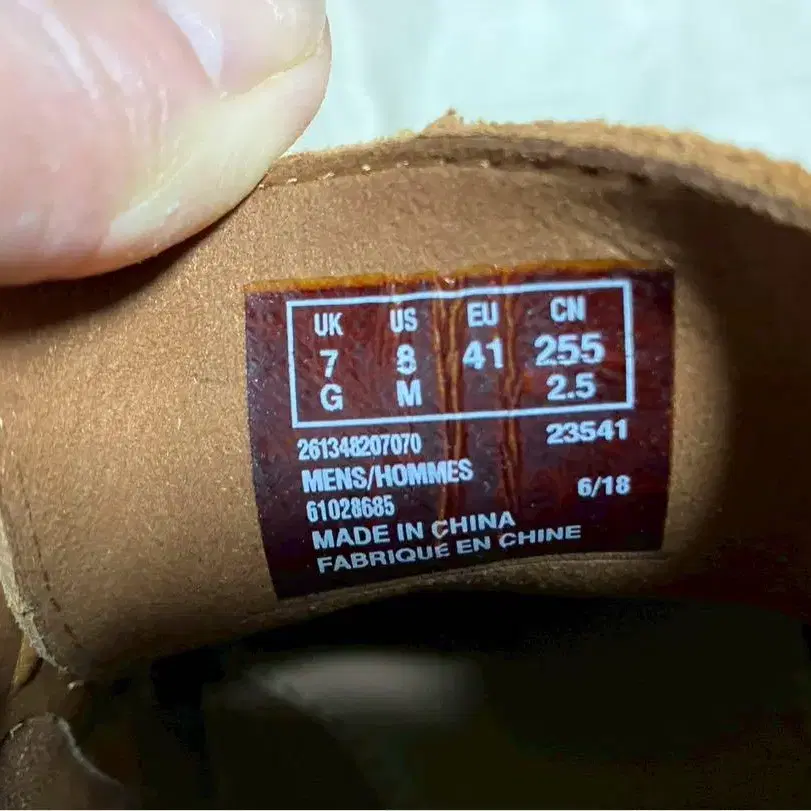 UK US EU CN
7 8 41 255
G M 2.5
261348207070 23541
MENS/HOMMES 6/18
61028685
MADE IN CHINA
FABRIQUE EN CHINE